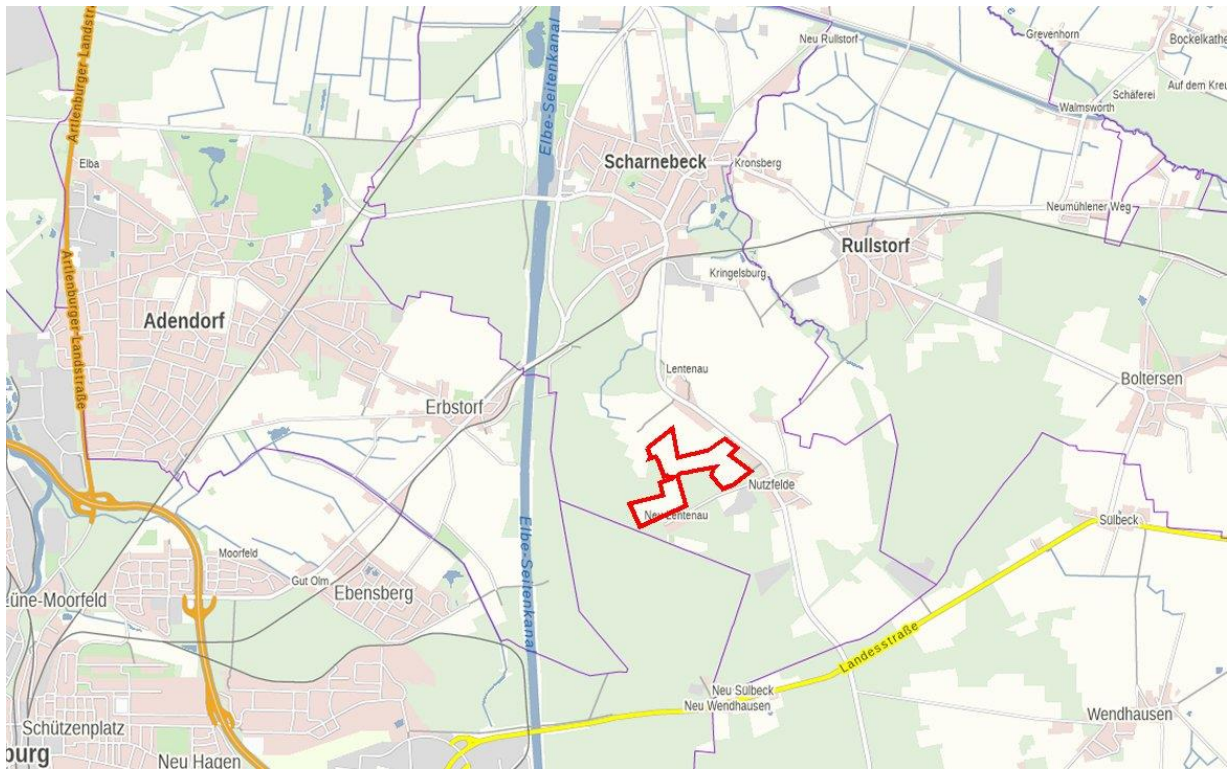 Artlenburger Landstr
Elbe-Seitenkanal
Neu Rullstorf
Grevenhorn
Bockelkathe
Auf dem Kreu
Schäferei
Walmsworth
Elba
Scharnebeck
Kronsberg
Neumühlener Weg
Rullstorf
Kringelsburg
Artlenburger-Landstraße
Adendorf
Lentenau
Boltersen
Erbstorf
Nutzfelde
Neu Lentenau
Sülbeck
Elbe-Seitenkanal
Moorfeld
Gut Olm
Ebensberg
Lüne-Moorfeld
Landesstraße
Neu Sülbeck
Neu Wendhausen
Wendhausen
Schützenplatz
burg
Neu Hagen